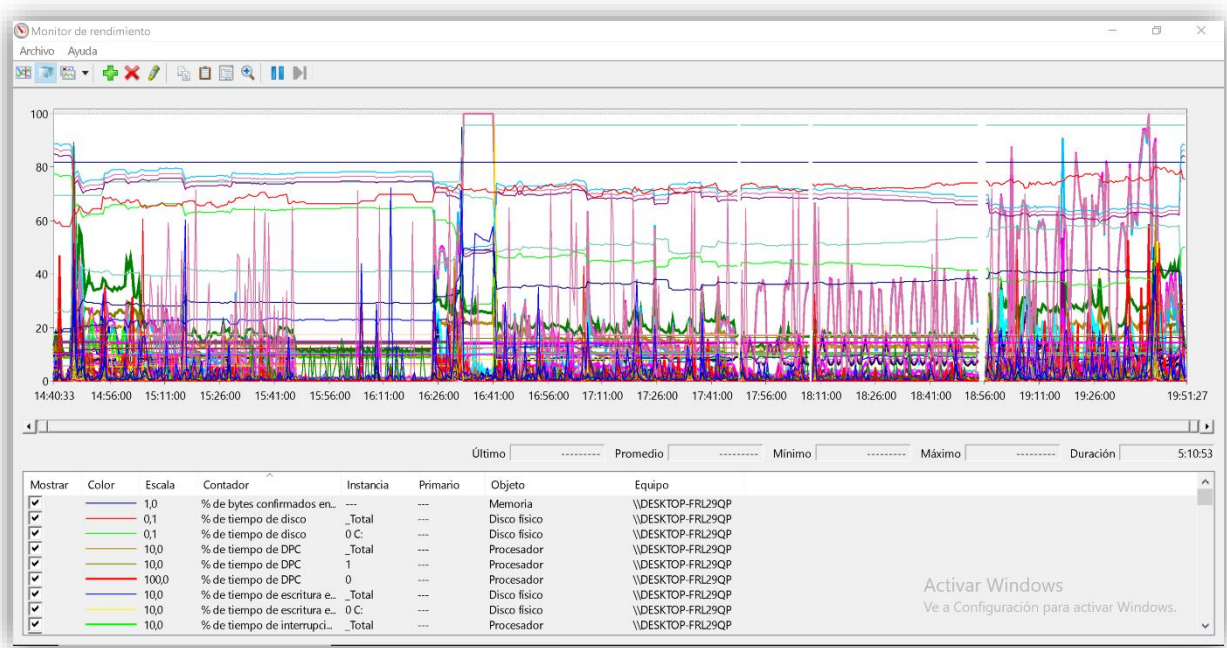 Monitor de rendimiento
Archivo Ayuda
100
80
60
40
20
0
14:40:33 14:56:00 15:11:00 15:26:00 15:41:00 15:56:00 16:11:00 16:26:00 16:41:00 16:56:00 17:11:00 17:26:00 17:41:00 17:56:00 18:11:00 18:26:00 18:41:00 18:56:00 19:11:00 19:26:00 19:51:27
Último --------- Promedio --------- Mínimo --------- Máximo --------- Duración 5:10:53
Mostrar Color Escala Contador Instancia Primario Objeto Equipo
1,0 % de bytes confirmados en... --- --- Memoria \\DESKTOP-FRL29QP
0,1 % de tiempo de disco _Total --- Disco físico \\DESKTOP-FRL29QP
0,1 % de tiempo de disco 0 C: --- Disco físico \\DESKTOP-FRL29QP
10,0 % de tiempo de DPC _Total --- Procesador \\DESKTOP-FRL29QP
10,0 % de tiempo de DPC 1 --- Procesador \\DESKTOP-FRL29QP
100,0 % de tiempo de DPC 0 --- Procesador \\DESKTOP-FRL29QP
10,0 % de tiempo de escritura e... _Total --- Disco físico \\DESKTOP-FRL29QP
10,0 % de tiempo de escritura e... 0 C: --- Disco físico \\DESKTOP-FRL29QP
10,0 % de tiempo de interrupci... _Total --- Procesador \\DESKTOP-FRL29QP
Activar Windows
Ve a Configuración para activar Windows.